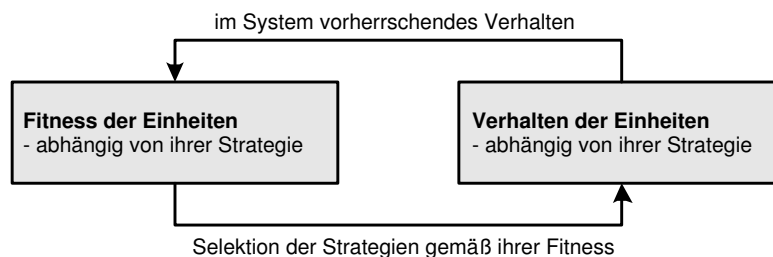 im System vorherrschendes Verhalten
Fitness der Einheiten
- abhängig von ihrer Strategie
Verhalten der Einheiten
- abhängig von ihrer Strategie
Selektion der Strategien gemäß ihrer Fitness